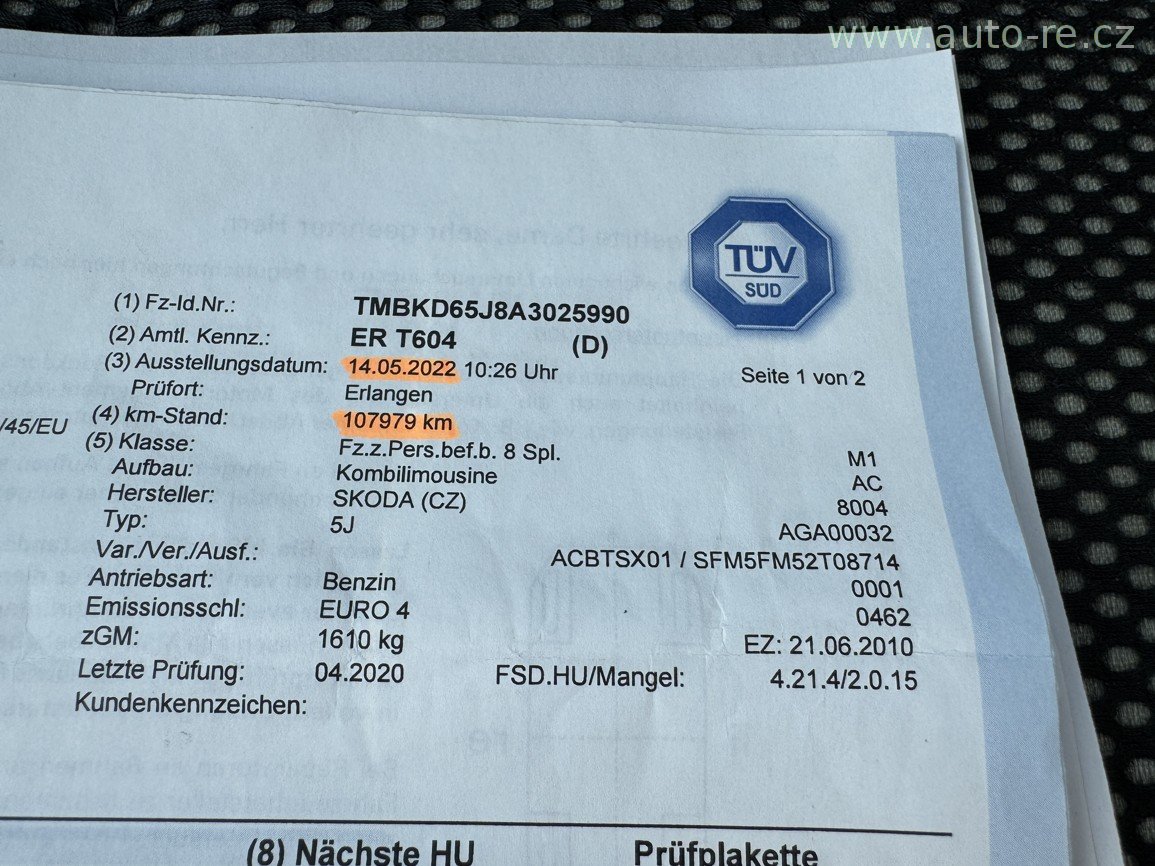 www.auto-re.cz
TÜV
SÜD
(1) Fz-Id.Nr.: TMBKD65J8A3025990
(2) Amtl. Kennz.: ER T604 (D)
(3) Ausstellungsdatum: 14.05.2022 10:26 Uhr Seite 1 von 2
Prüfort: Erlangen
/45/EU (4) km-Stand: 107979 km
(5) Klasse: Fz.z.Pers.bef.b. 8 Spl. M1
Aufbau: Kombilimousine AC
Hersteller: SKODA (CZ) 8004
Typ: 5J AGA00032
Var./Ver./Ausf.: ACBTSX01 / SFM5FM52T08714
Antriebsart: Benzin 0001
Emissionsschl: EURO 4 0462
zGM: 1610 kg EZ: 21.06.2010
Letzte Prüfung: 04.2020 FSD.HU/Mangel: 4.21.4/2.0.15
Kundenkennzeichen:
(8) Nächste HU Prüfplakette